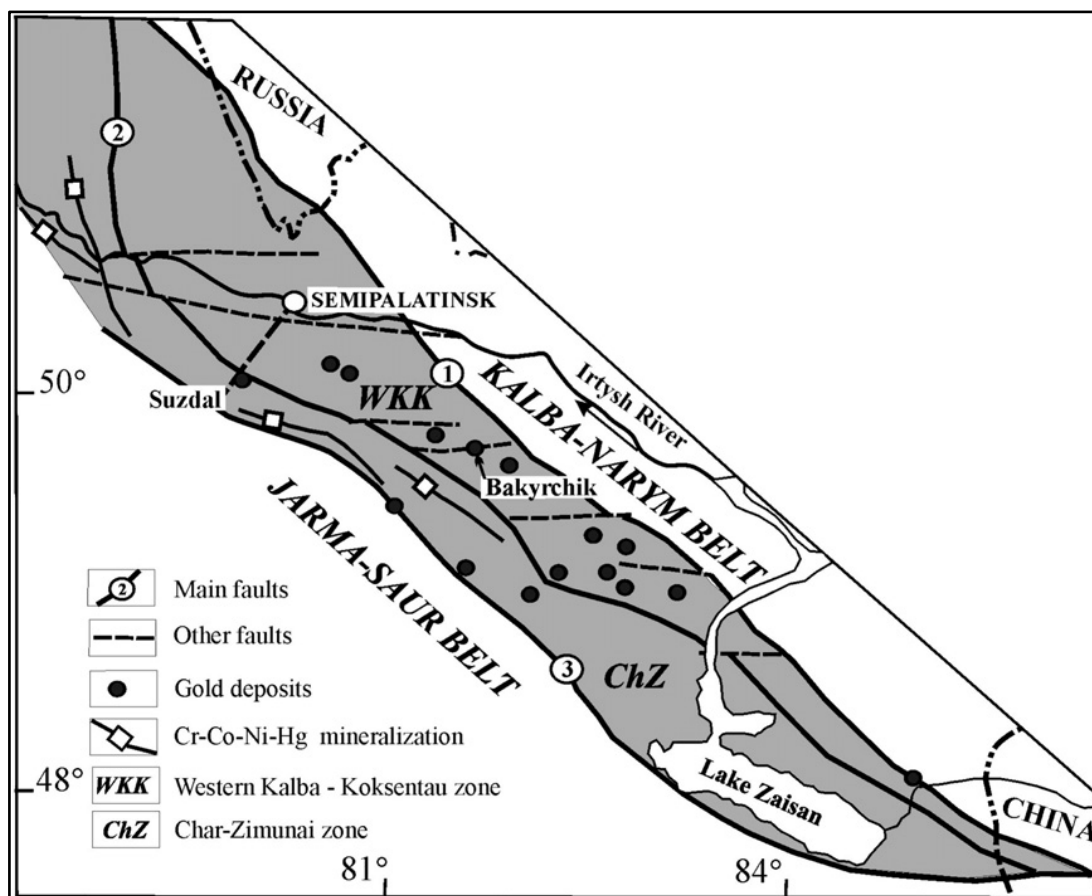 RUSSIA
2
SEMIPALATINSK
1
50°
Suzdal
WKK
KALBA-NARYM BELT
Irtysh River
Bakyrchik
JARMA-SAUR BELT
3
ChZ
2 Main faults
Other faults
Gold deposits
Cr-Co-Ni-Hg mineralization
WKK Western Kalba - Koksentau zone
ChZ Char-Zimunai zone
48°
Lake Zaisan
CHINA
81°
84°